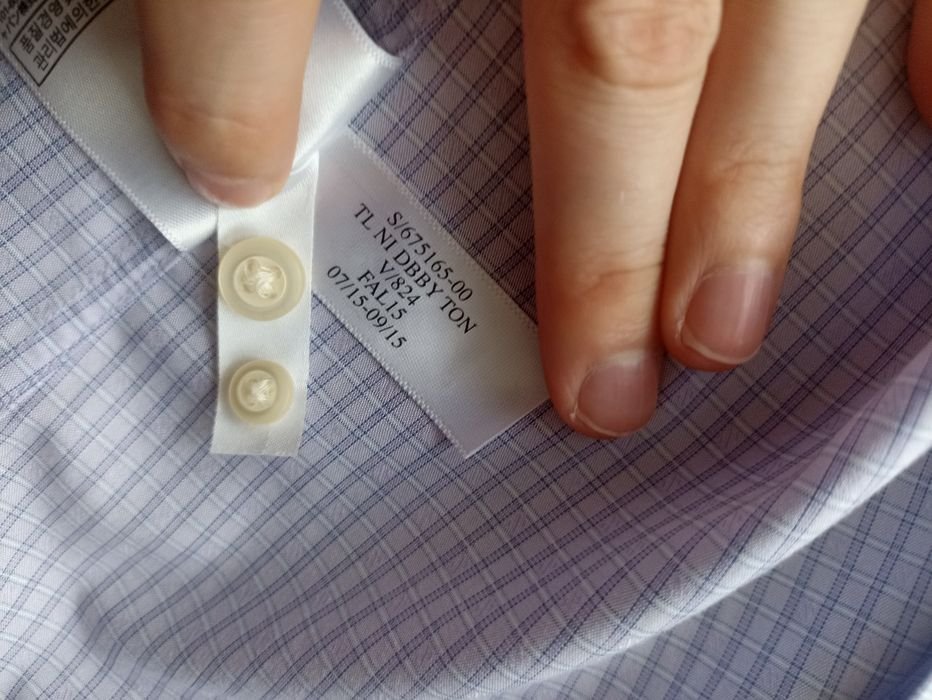 S/675165-00
TL NI DBBY TON
V/824
FAL15
07/15-09/15